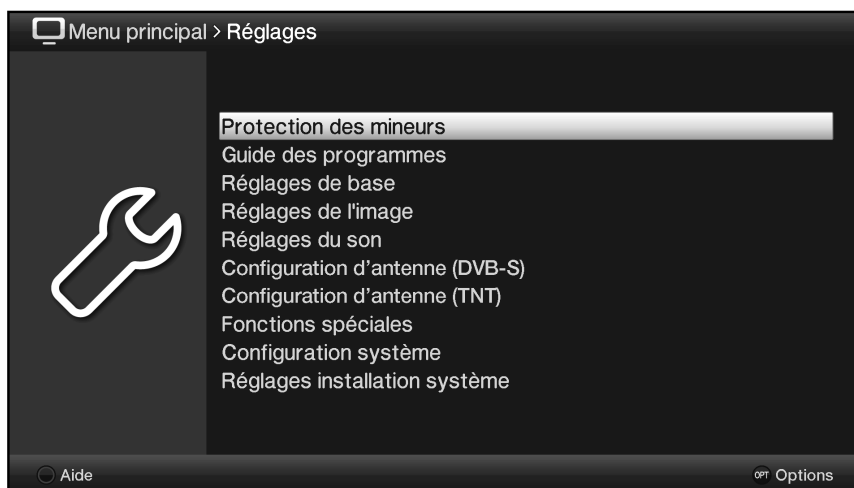 Menu principal > Réglages
Protection des mineurs
Guide des programmes
Réglages de base
Réglages de l'image
Réglages du son
Configuration d’antenne (DVB-S)
Configuration d’antenne (TNT)
Fonctions spéciales
Configuration système
Réglages installation système
Aide OPT Options